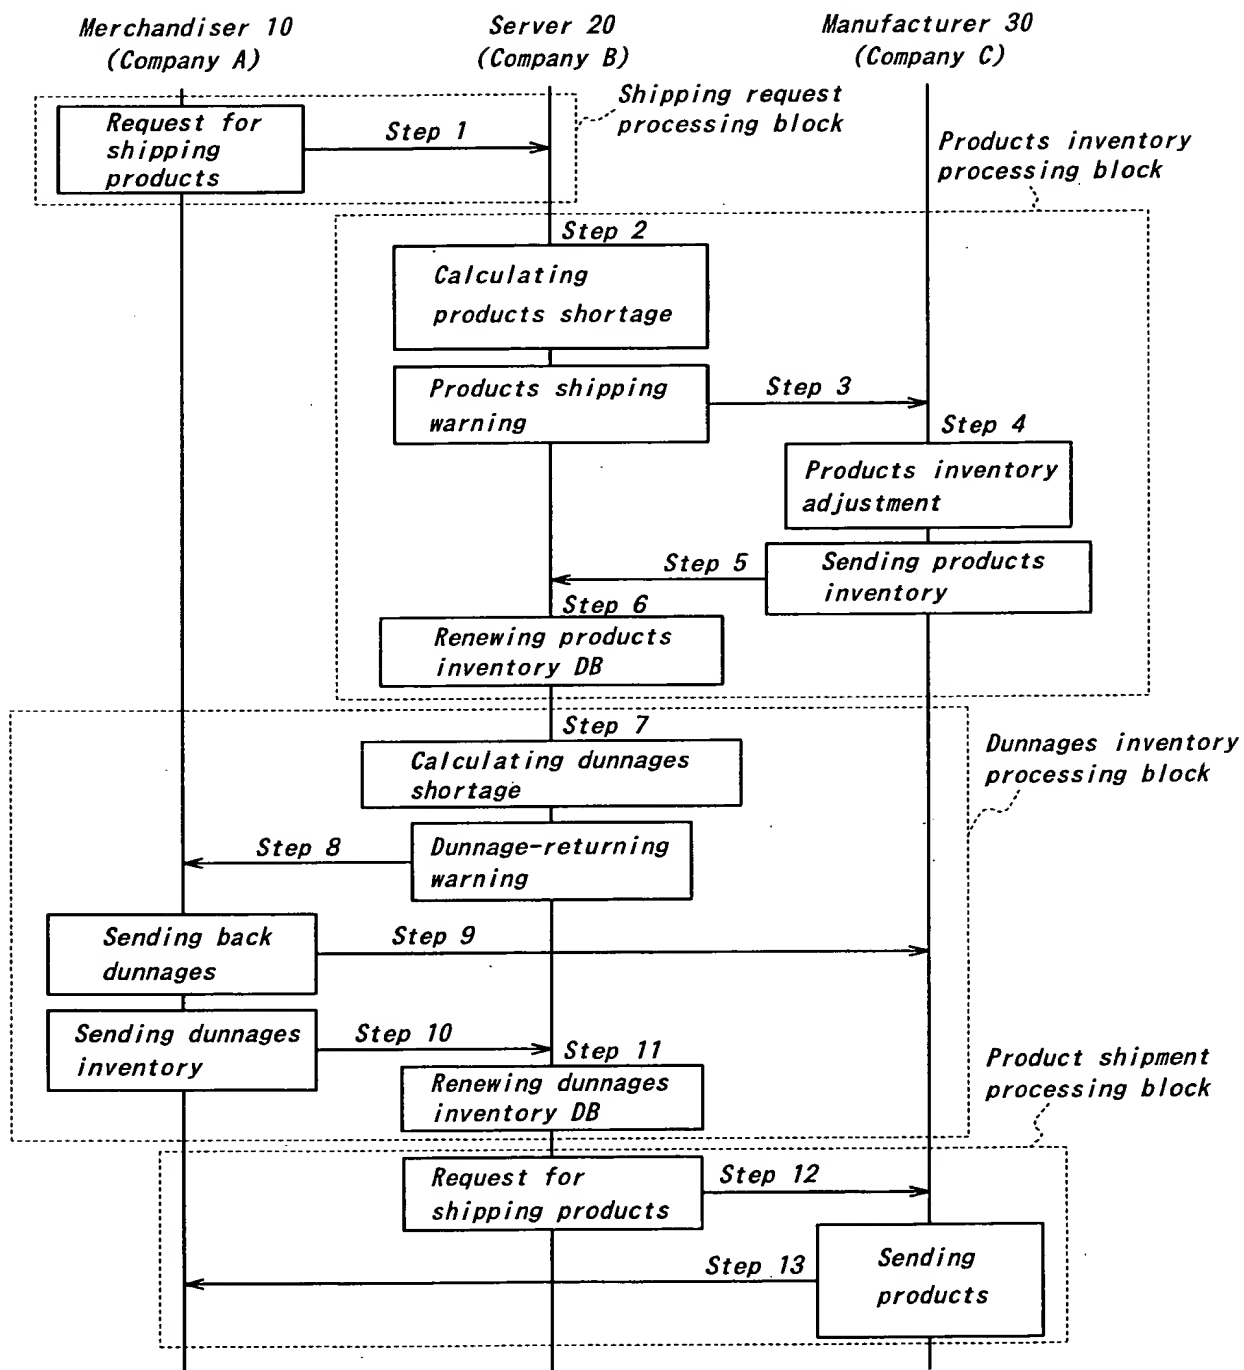 Merchandiser 10
(Company A)
Server 20
(Company B)
Manufacturer 30
(Company C)
Shipping request
processing block
Request for
shipping
products
Step 1
Products inventory
processing block
Step 2
Calculating
products shortage
Products shipping
warning
Step 3
Step 4
Products inventory
adjustment
Step 5
Sending products
inventory
Step 6
Renewing products
inventory DB
Step 7
Calculating dunnages
shortage
Dunnages inventory
processing block
Step 8
Dunnage-returning
warning
Sending back
dunnages
Step 9
Sending dunnages
inventory
Step 10
Step 11
Renewing dunnages
inventory DB
Product shipment
processing block
Request for
shipping products
Step 12
Step 13
Sending
products